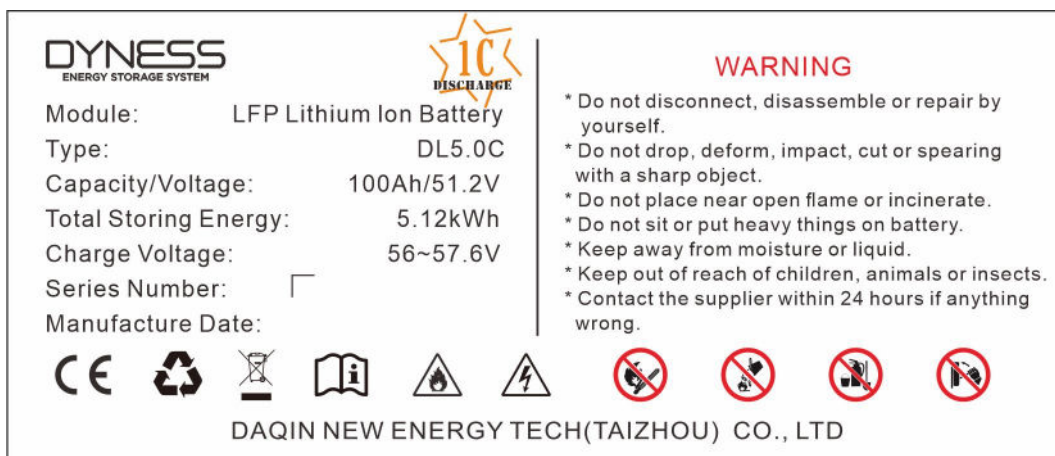 DYNESS
ENERGY STORAGE SYSTEM
1C
DISCHARGE
Module: LFP Lithium Ion Battery
Type: DL5.0C
Capacity/Voltage: 100Ah/51.2V
Total Storing Energy: 5.12kWh
Charge Voltage: 56~57.6V
Series Number:
Manufacture Date:
WARNING
* Do not disconnect, disassemble or repair by
yourself.
* Do not drop, deform, impact, cut or spearing
with a sharp object.
* Do not place near open flame or incinerate.
* Do not sit or put heavy things on battery.
* Keep away from moisture or liquid.
* Keep out of reach of children, animals or insects.
* Contact the supplier within 24 hours if anything
wrong.
CE
DAQIN NEW ENERGY TECH(TAIZHOU) CO., LTD